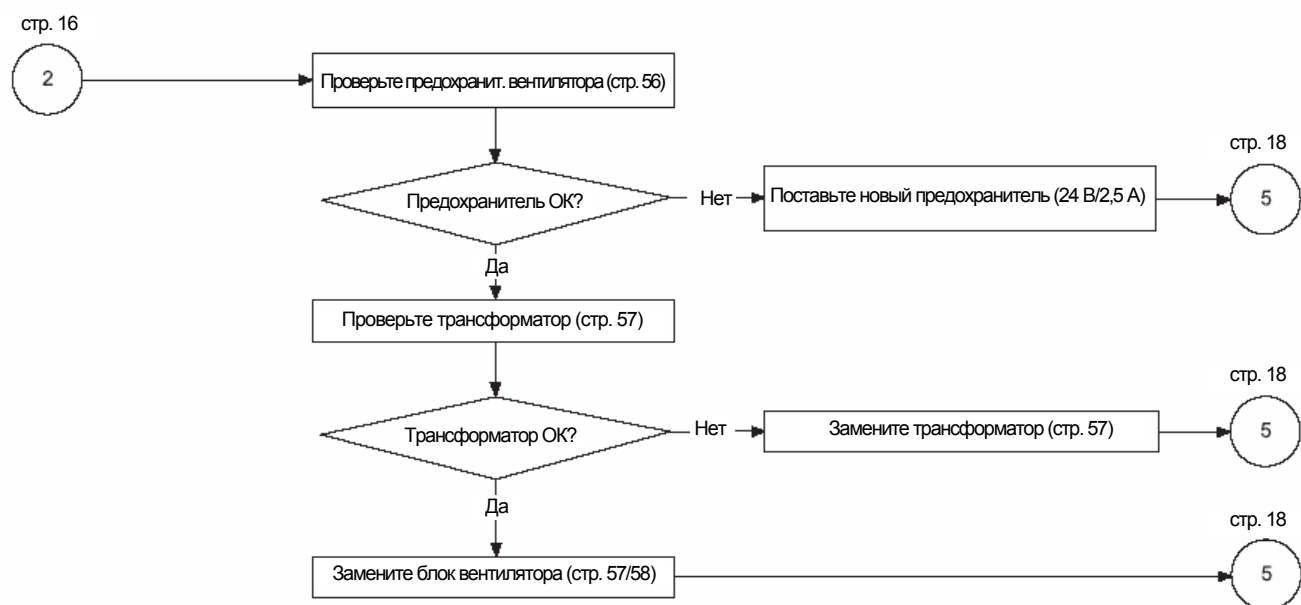 стр. 16
2
Проверьте предохранит. вентилятора (стр. 56)
стр. 18
Предохранитель ОК?
Нет
Поставьте новый предохранитель (24 В/2,5 А)
5
Да
Проверьте трансформатор (стр. 57)
стр. 18
Трансформатор ОК?
Нет
Замените трансформатор (стр. 57)
5
Да
стр. 18
Замените блок вентилятора (стр. 57/58)
5